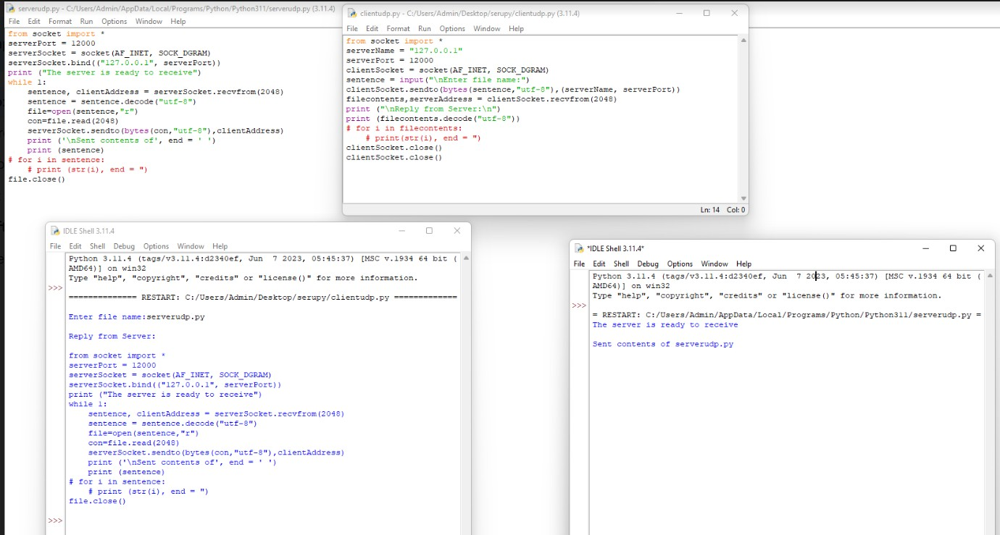 serverudp.py - C:/Users/Admin/AppData/Local/Programs/Python/Python311/serverudp.py (3.11.4)
File Edit Format Run Options Window Help
from socket import *
serverPort = 12000
serverSocket = socket(AF_INET, SOCK_DGRAM)
serverSocket.bind(("127.0.0.1", serverPort))
print ("The server is ready to receive")
while 1:
    sentence, clientAddress = serverSocket.recvfrom(2048)
    sentence = sentence.decode("utf-8")
    file=open(sentence,"r")
    con=file.read(2048)
    serverSocket.sendto(bytes(con,"utf-8"),clientAddress)
    print ('\nSent contents of', end = ' ')
    print (sentence)
# for i in sentence:
    # print (str(i), end = '')
file.close()
clientudp.py - C:/Users/Admin/Desktop/serupy/clientudp.py (3.11.4)
File Edit Format Run Options Window Help
from socket import *
serverName = "127.0.0.1"
serverPort = 12000
clientSocket = socket(AF_INET, SOCK_DGRAM)
sentence = input("\nEnter file name:")
clientSocket.sendto(bytes(sentence,"utf-8"),(serverName, serverPort))
filecontents,serverAddress = clientSocket.recvfrom(2048)
print ("\nReply from Server:\n")
print (filecontents.decode("utf-8"))
# for i in filecontents:
    # print(str(i), end = '')
clientSocket.close()
clientSocket.close()
Ln: 14 Col: 0
IDLE Shell 3.11.4
File Edit Shell Debug Options Window Help
Python 3.11.4 (tags/v3.11.4:d2340ef, Jun  7 2023, 05:45:37) [MSC v.1934 64 bit (
AMD64)] on win32
Type "help", "copyright", "credits" or "license()" for more information.
>>>
============== RESTART: C:/Users/Admin/Desktop/serupy/clientudp.py =============
Enter file name:serverudp.py
Reply from Server:
from socket import *
serverPort = 12000
serverSocket = socket(AF_INET, SOCK_DGRAM)
serverSocket.bind(("127.0.0.1", serverPort))
print ("The server is ready to receive")
while 1:
    sentence, clientAddress = serverSocket.recvfrom(2048)
    sentence = sentence.decode("utf-8")
    file=open(sentence,"r")
    con=file.read(2048)
    serverSocket.sendto(bytes(con,"utf-8"),clientAddress)
    print ('\nSent contents of', end = ' ')
    print (sentence)
# for i in sentence:
    # print (str(i), end = '')
file.close()
>>>
*IDLE Shell 3.11.4*
File Edit Shell Debug Options Window Help
Python 3.11.4 (tags/v3.11.4:d2340ef, Jun  7 2023, 05:45:37) [MSC v.1934 64 bit (
AMD64)] on win32
Type "help", "copyright", "credits" or "license()" for more information.
>>>
= RESTART: C:/Users/Admin/AppData/Local/Programs/Python/Python311/serverudp.py =
The server is ready to receive
Sent contents of serverudp.py